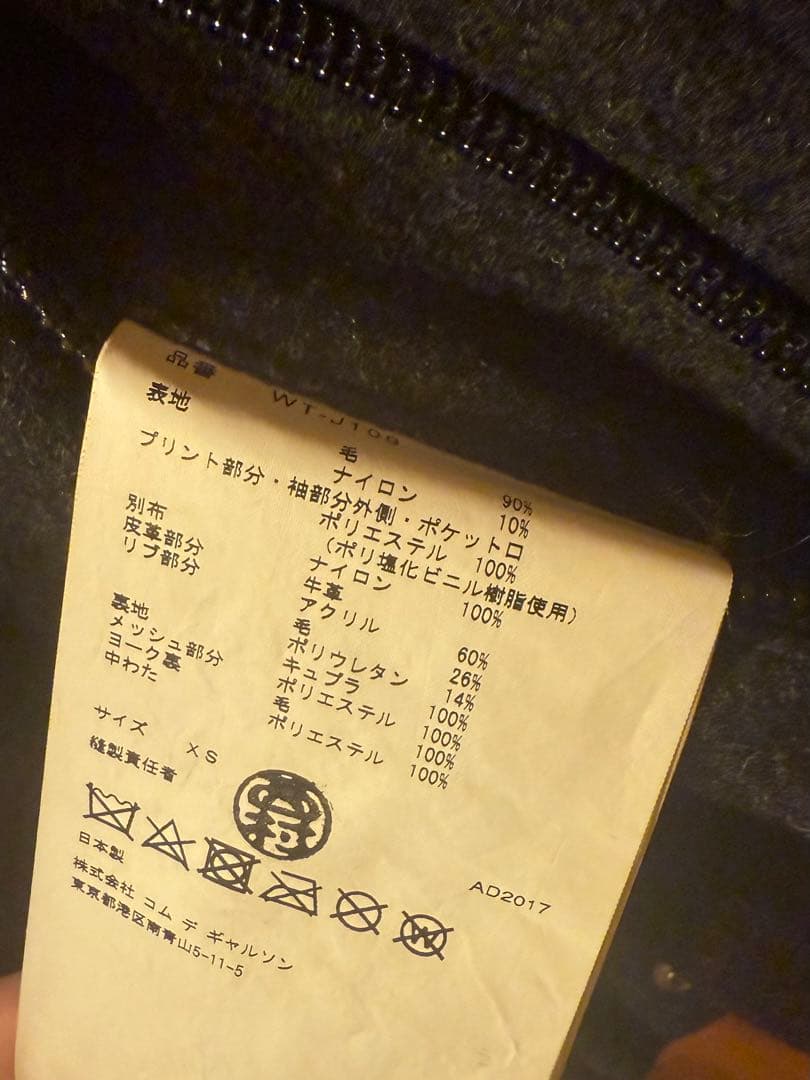 品番 WT-J109
表地 毛 90%
ナイロン 10%
プリント部分・袖部分外側・ポケット口
ポリエステル 100%
(ポリ塩化ビニル樹脂使用)
別布 ナイロン 100%
皮革部分 牛革
リブ部分 アクリル 60%
毛 26%
ポリウレタン 14%
裏地 キュプラ 100%
メッシュ部分 ポリエステル 100%
ヨーク裏 毛 100%
中わた ポリエステル 100%
サイズ XS
縫製責任者
村
AD2017
日本製
株式会社 コム デ ギャルソン
東京都港区南青山5-11-5